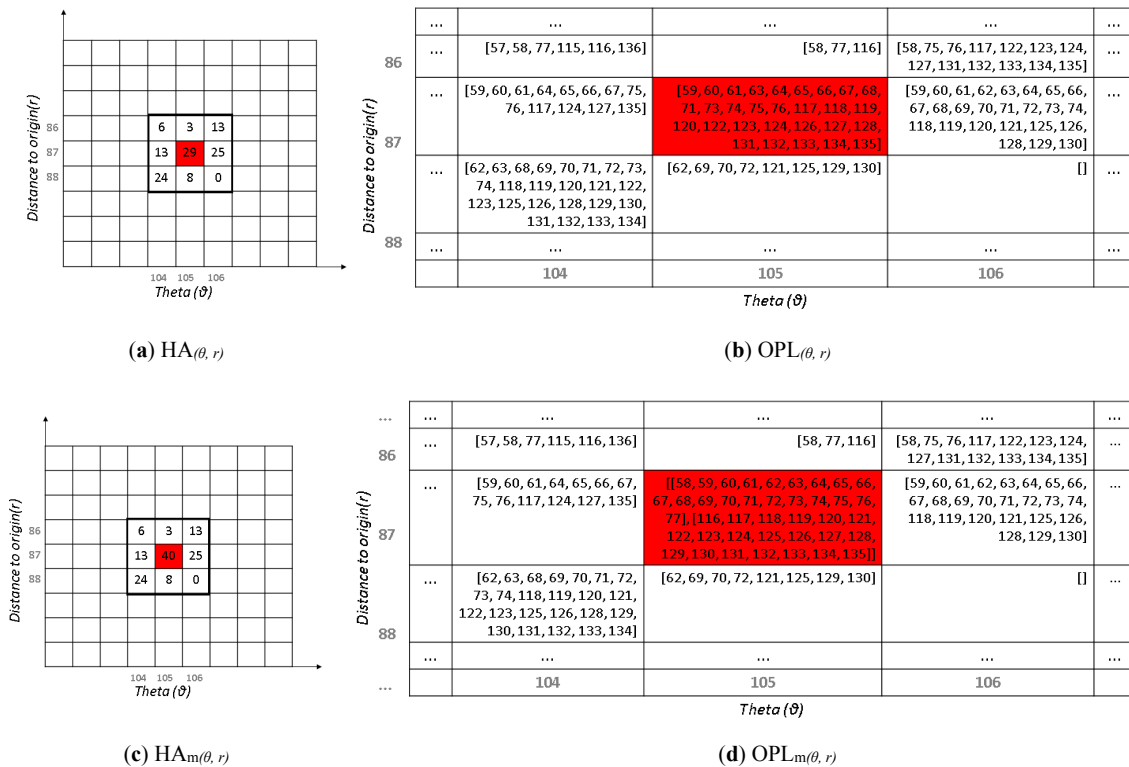 Distance to origin(r)
86
87
88
6 3 13
13 29 25
24 8 0
104 105 106
Theta (ϑ)
(a) HA(θ, r)
Distance to origin(r)
86
87
88
... ... ... ... ...
... [57, 58, 77, 115, 116, 136] [58, 77, 116] [58, 75, 76, 117, 122, 123, 124, ...
127, 131, 132, 133, 134, 135]
... [59, 60, 61, 64, 65, 66, 67, 75, [59, 60, 61, 63, 64, 65, 66, 67, 68, [59, 60, 61, 62, 63, 64, 65, 66, ...
76, 117, 124, 127, 135] 71, 73, 74, 75, 76, 117, 118, 119, 67, 68, 69, 70, 71, 72, 73, 74,
120, 122, 123, 124, 126, 127, 128, 118, 119, 120, 121, 125, 126,
131, 132, 133, 134, 135] 128, 129, 130]
... [62, 63, 68, 69, 70, 71, 72, 73, [62, 69, 70, 72, 121, 125, 129, 130] [] ...
74, 118, 119, 120, 121, 122,
123, 125, 126, 128, 129, 130,
131, 132, 133, 134]
... ... ... ... ...
104 105 106
Theta (ϑ)
(b) OPL(θ, r)
Distance to origin(r)
86
87
88
6 3 13
13 40 25
24 8 0
104 105 106
Theta (ϑ)
(c) HAm(θ, r)
Distance to origin(r)
...
86
87
88
...
... ... ... ... ...
... [57, 58, 77, 115, 116, 136] [58, 77, 116] [58, 75, 76, 117, 122, 123, 124, ...
127, 131, 132, 133, 134, 135]
... [59, 60, 61, 64, 65, 66, 67, [[58, 59, 60, 61, 62, 63, 64, 65, 66, [59, 60, 61, 62, 63, 64, 65, 66, ...
75, 76, 117, 124, 127, 135] 67, 68, 69, 70, 71, 72, 73, 74, 75, 76, 67, 68, 69, 70, 71, 72, 73, 74,
77], [116, 117, 118, 119, 120, 121, 118, 119, 120, 121, 125, 126,
122, 123, 124, 125, 126, 127, 128, 128, 129, 130]
129, 130, 131, 132, 133, 134, 135]]
... [62, 63, 68, 69, 70, 71, 72, [62, 69, 70, 72, 121, 125, 129, 130] [] ...
73, 74, 118, 119, 120, 121,
122, 123, 125, 126, 128, 129,
130, 131, 132, 133, 134]
... ... ... ... ...
104 105 106
Theta (ϑ)
(d) OPLm(θ, r)